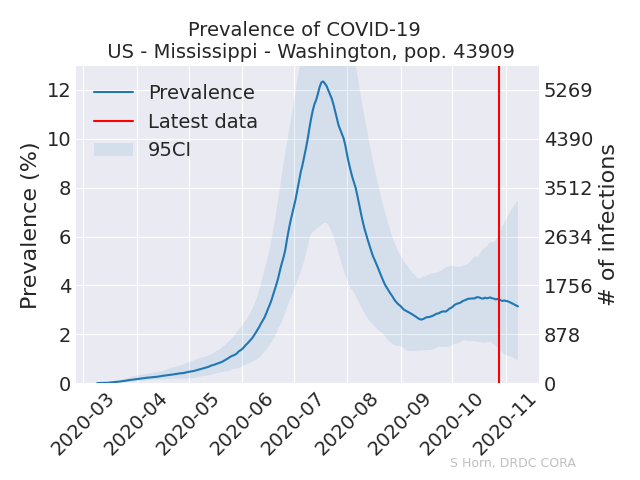 Prevalence of COVID-19
US - Mississippi - Washington, pop. 43909
Prevalence
Latest data
95CI
Prevalence (%)
12
10
8
6
4
2
0
5269
4390
3512
2634
1756
878
0
# of infections
2020-03
2020-04
2020-05
2020-06
2020-07
2020-08
2020-09
2020-10
2020-11
S Horn, DRDC CORA